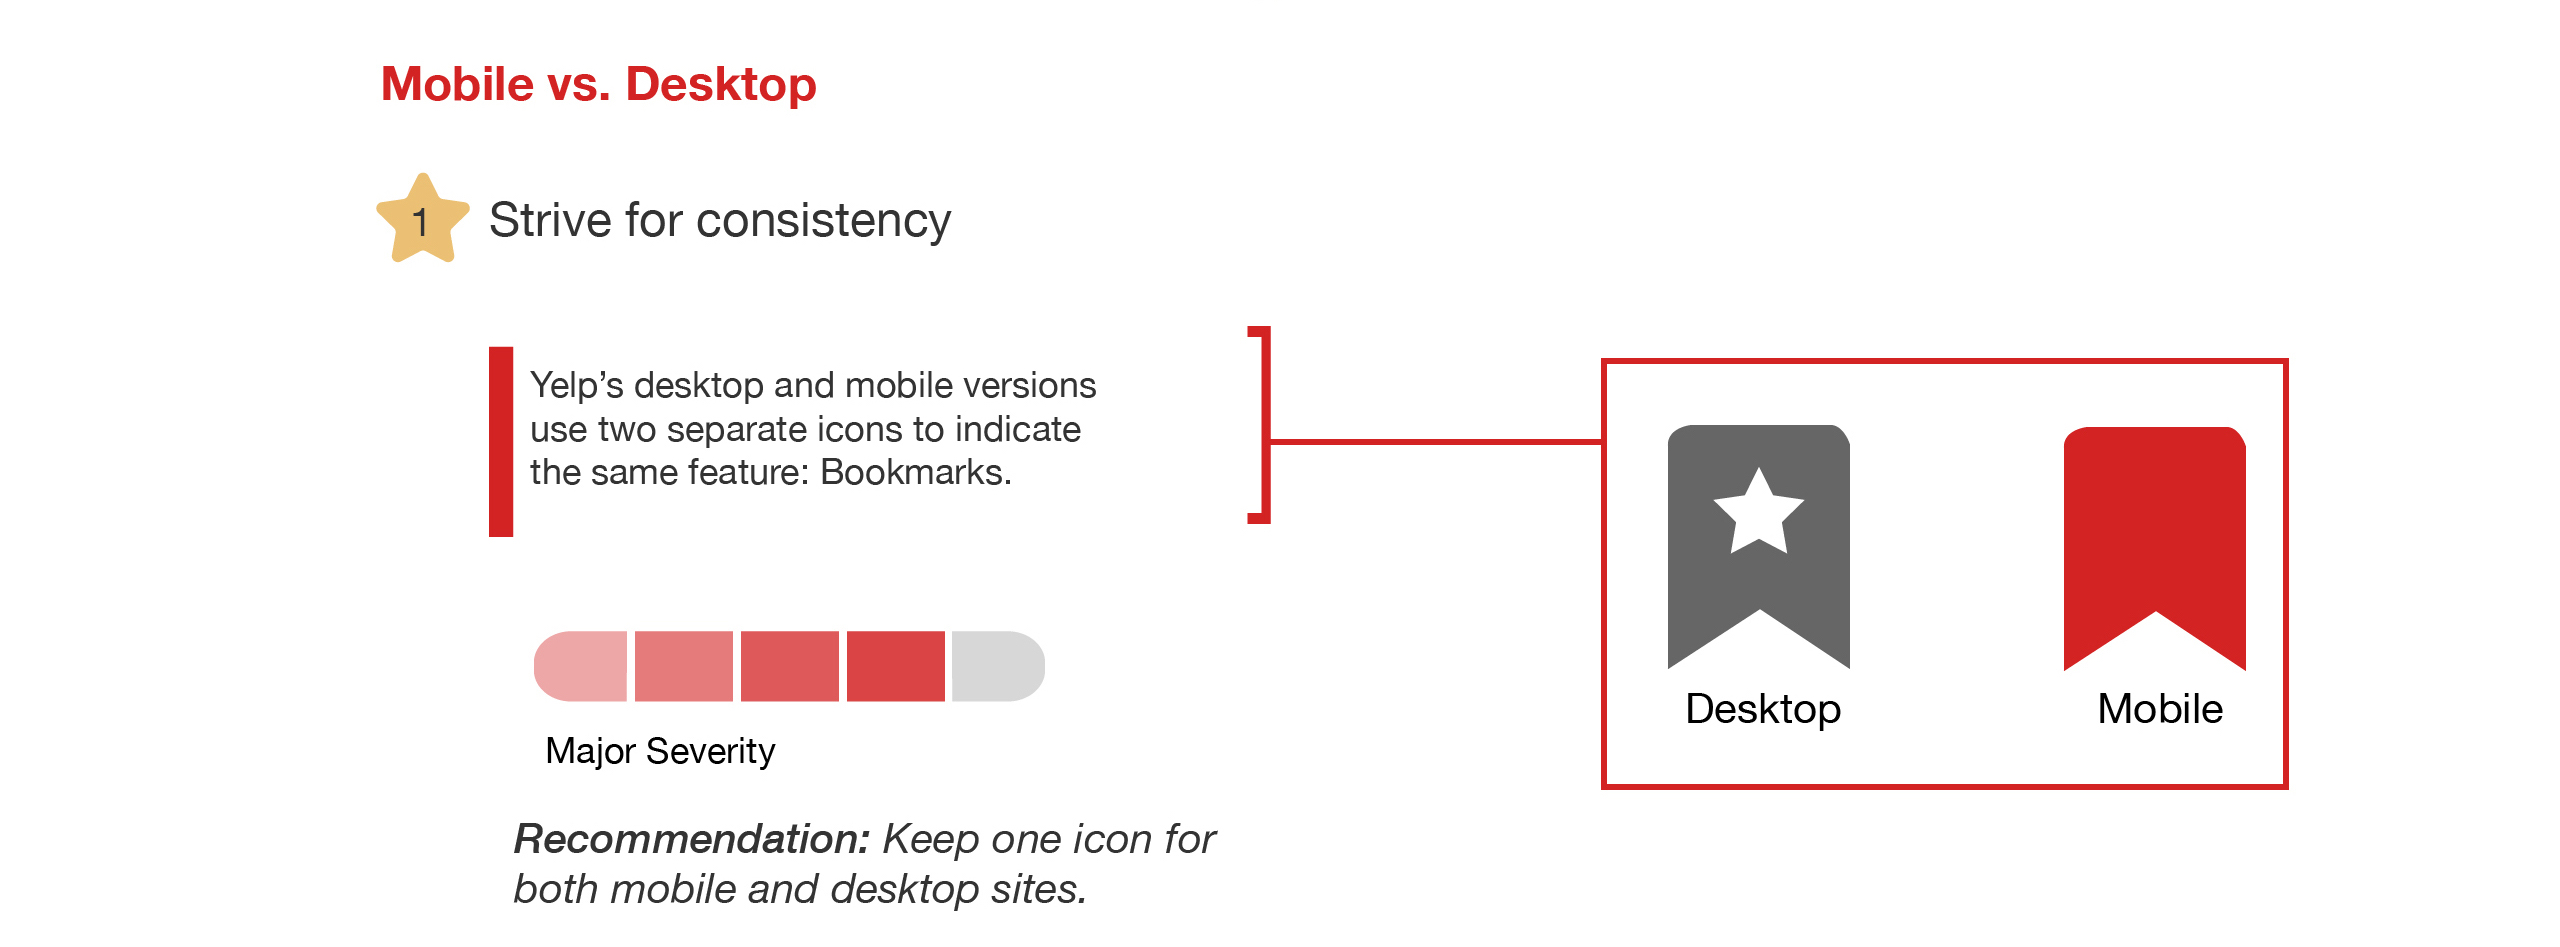 Mobile vs. Desktop
1
Strive for consistency
Yelp’s desktop and mobile versions
use two separate icons to indicate
the same feature: Bookmarks.
Major Severity
Recommendation: Keep one icon for
both mobile and desktop sites.
Desktop
Mobile